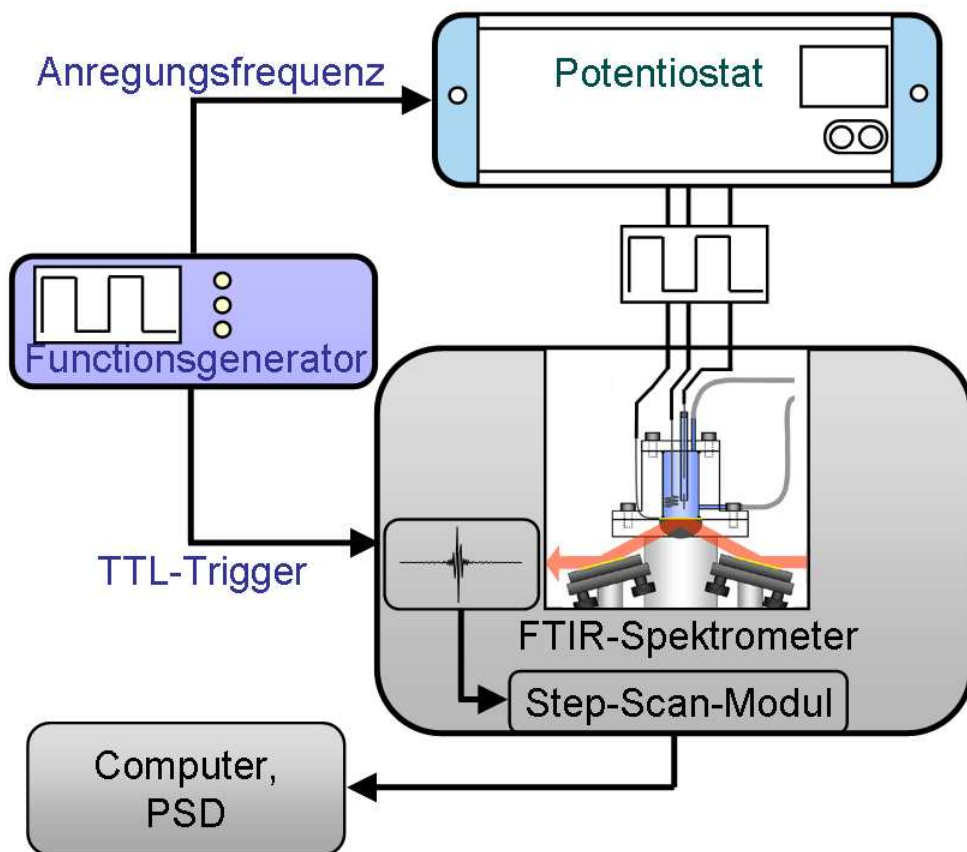 Anregungsfrequenz
Potentiostat
Functionsgenerator
TTL-Trigger
FTIR-Spektrometer
Step-Scan-Modul
Computer,
PSD